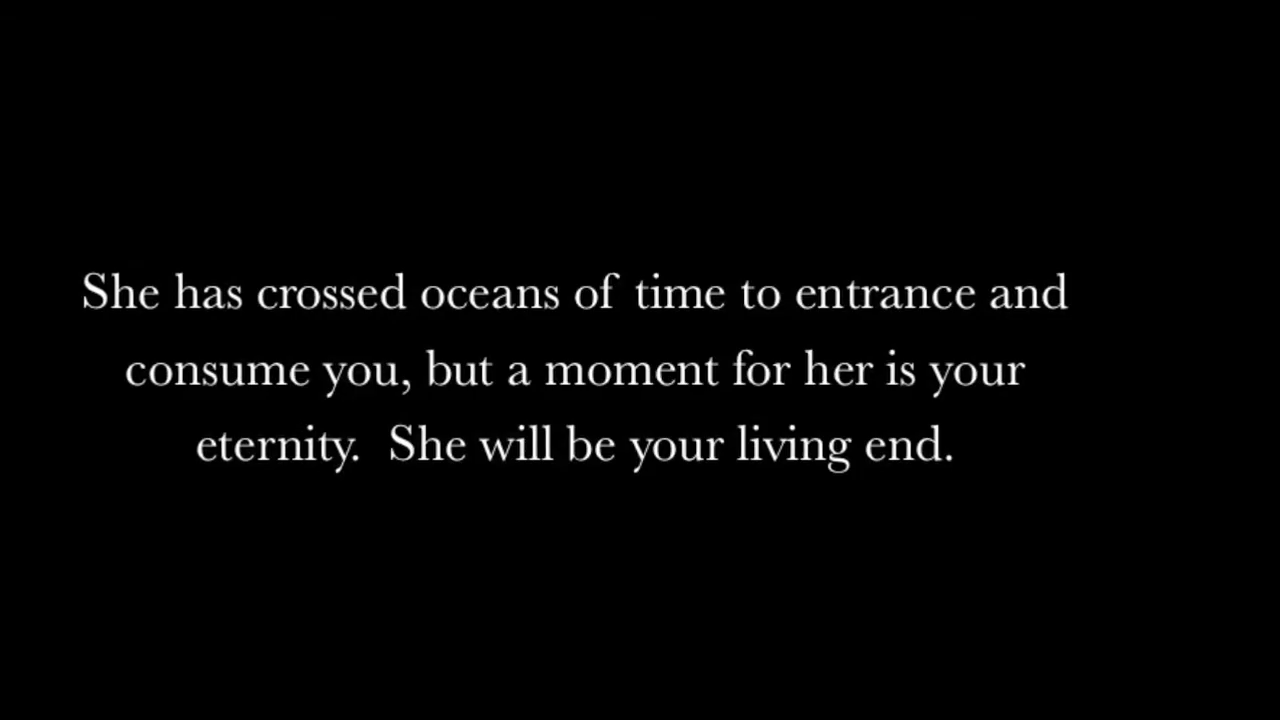 She has crossed oceans of time to entrance and
consume you, but a moment for her is your
eternity.  She will be your living end.